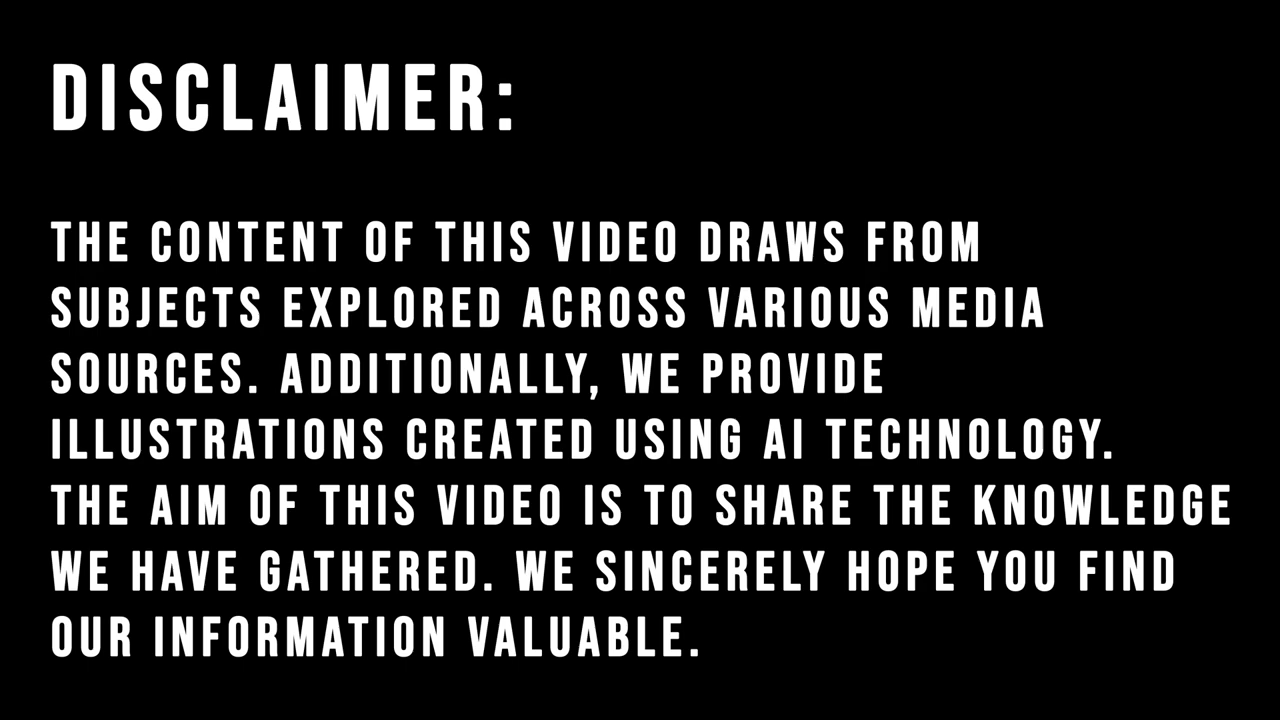 DISCLAIMER:
THE CONTENT OF THIS VIDEO DRAWS FROM
SUBJECTS EXPLORED ACROSS VARIOUS MEDIA
SOURCES. ADDITIONALLY, WE PROVIDE
ILLUSTRATIONS CREATED USING AI TECHNOLOGY.
THE AIM OF THIS VIDEO IS TO SHARE THE KNOWLEDGE
WE HAVE GATHERED. WE SINCERELY HOPE YOU FIND
OUR INFORMATION VALUABLE.